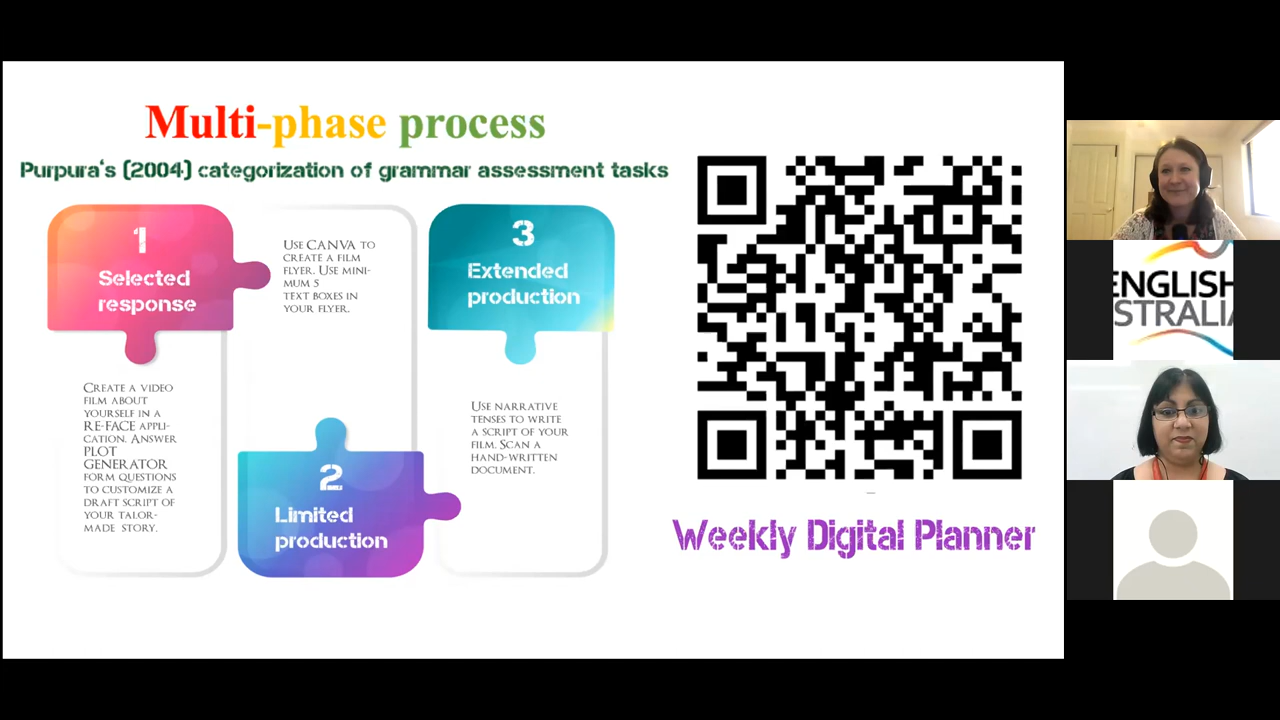 Multi-phase process
Purpura's (2004) categorization of grammar assessment tasks
1
Selected
response
CREATE A VIDEO
FILM ABOUT
YOURSELF IN A
RE-FACE APPLI-
CATION. ANSWER
PLOT
GENERATOR
FORM QUESTIONS
TO CUSTOMIZE A
DRAFT SCRIPT OF
YOUR TALOR-
MADE STORY.
USE CANVA TO
CREATE A FILM
FLYER. USE MINI-
MUM 5
TEXT BOXES IN
YOUR FLYER.
2
Limited
production
3
Extended
production
USE NARRATIVE
TENSES TO WRITE
A SCRIPT OF YOUR
FILM. SCAN A
HAND-WRITTEN
DOCUMENT.
Weekly Digital Planner
ENGLISH
STRALIA